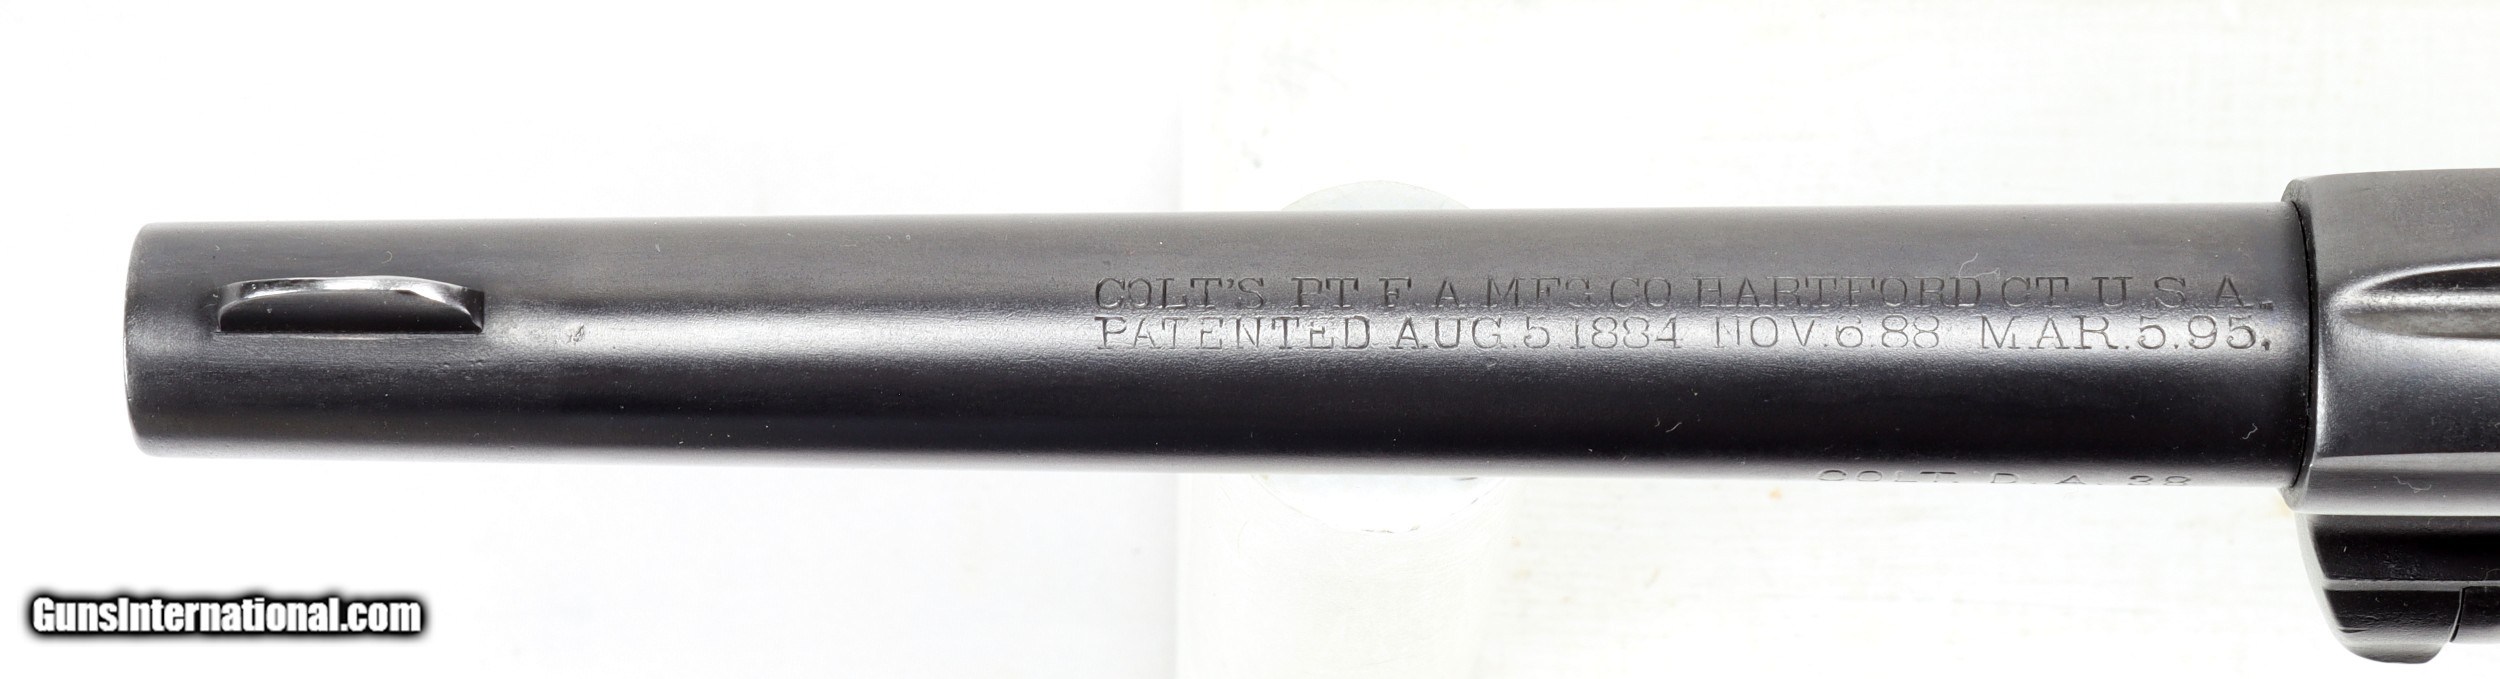 COLT'S PT F. A. MFG. CO HARTFORD CT. U. S. A.
PATENTED AUG. 5. 1884 NOV. 6. 88 MAR. 5. 95.
COLT. D. A. 38
GunsInternational.com